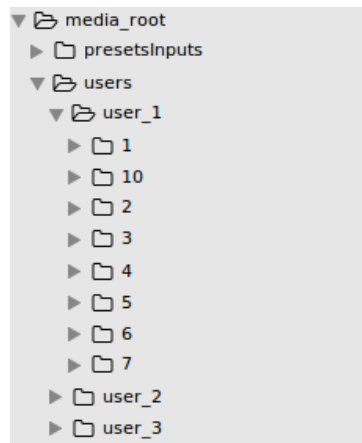 media_root
presetsInputs
users
user_1
1
10
2
3
4
5
6
7
user_2
user_3